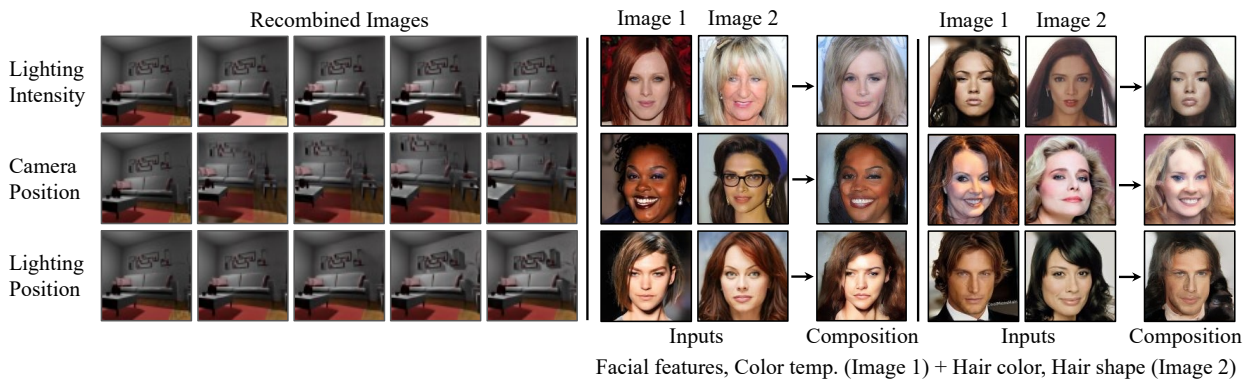 Recombined Images
Image 1 Image 2
Image 1 Image 2
Lighting
Intensity
Camera
Position
Lighting
Position
Inputs
Composition
Inputs
Composition
Facial features, Color temp. (Image 1) + Hair color, Hair shape (Image 2)